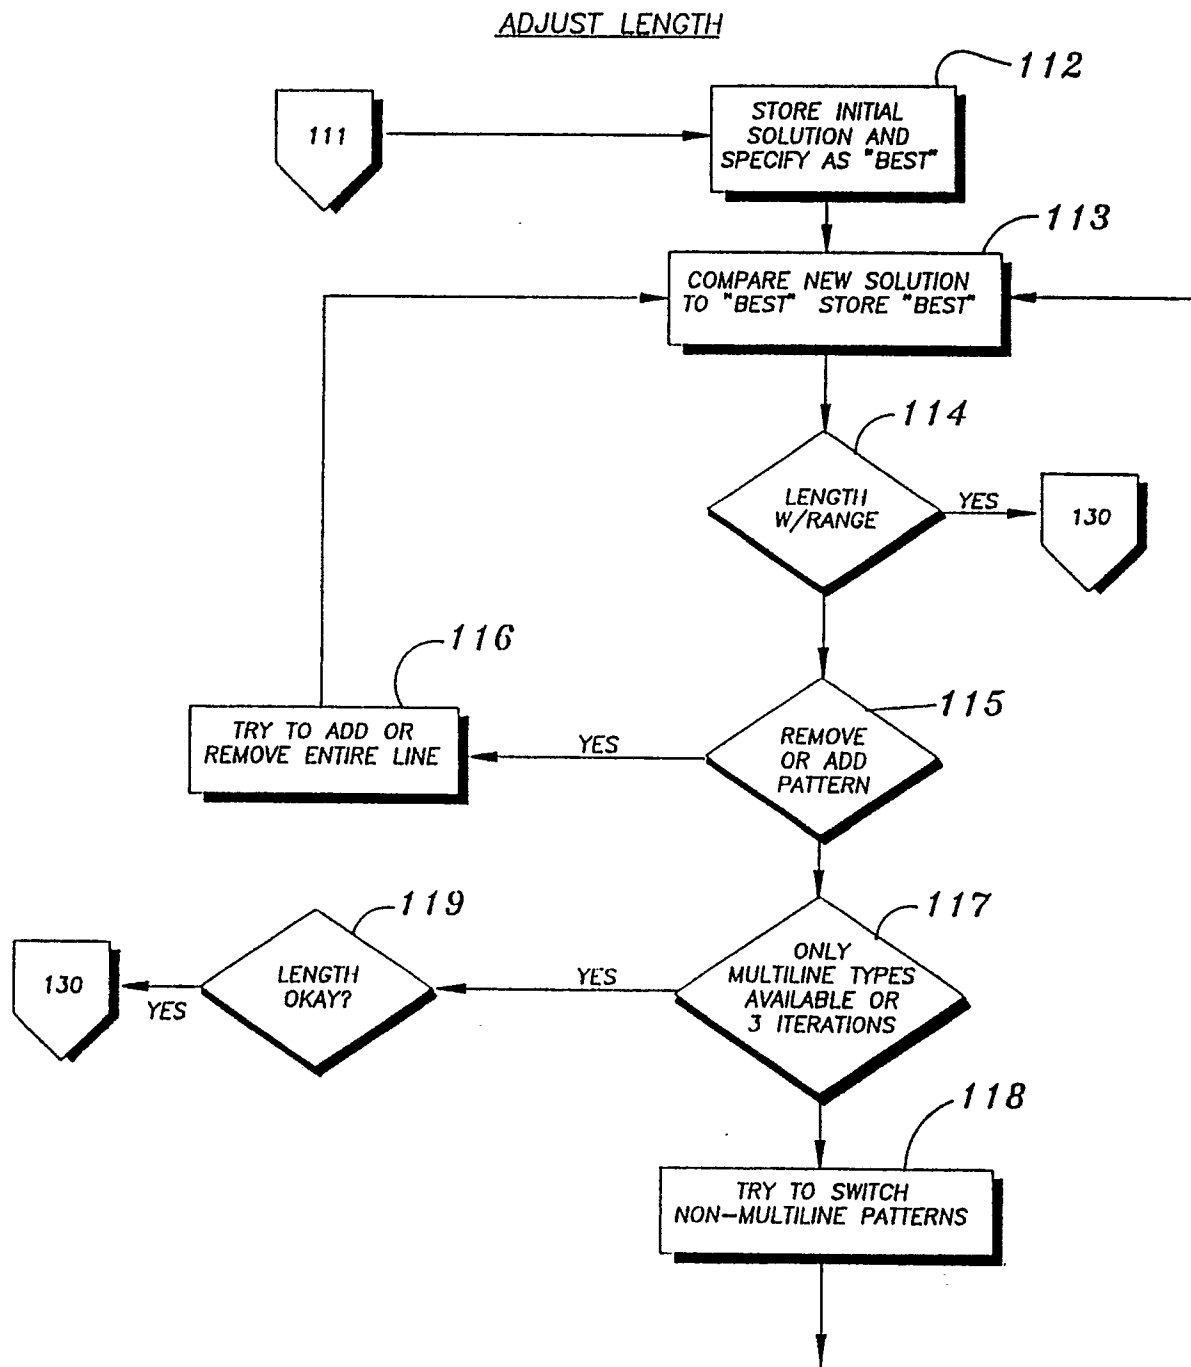 ADJUST LENGTH
112
111
STORE INITIAL
SOLUTION AND
SPECIFY AS "BEST"
113
COMPARE NEW SOLUTION
TO "BEST" STORE "BEST"
114
LENGTH
W/RANGE
YES
130
116
TRY TO ADD OR
REMOVE ENTIRE LINE
YES
115
REMOVE
OR ADD
PATTERN
119
LENGTH
OKAY?
YES
130
YES
117
ONLY
MULTILINE TYPES
AVAILABLE OR
3 ITERATIONS
118
TRY TO SWITCH
NON-MULTILINE PATTERNS